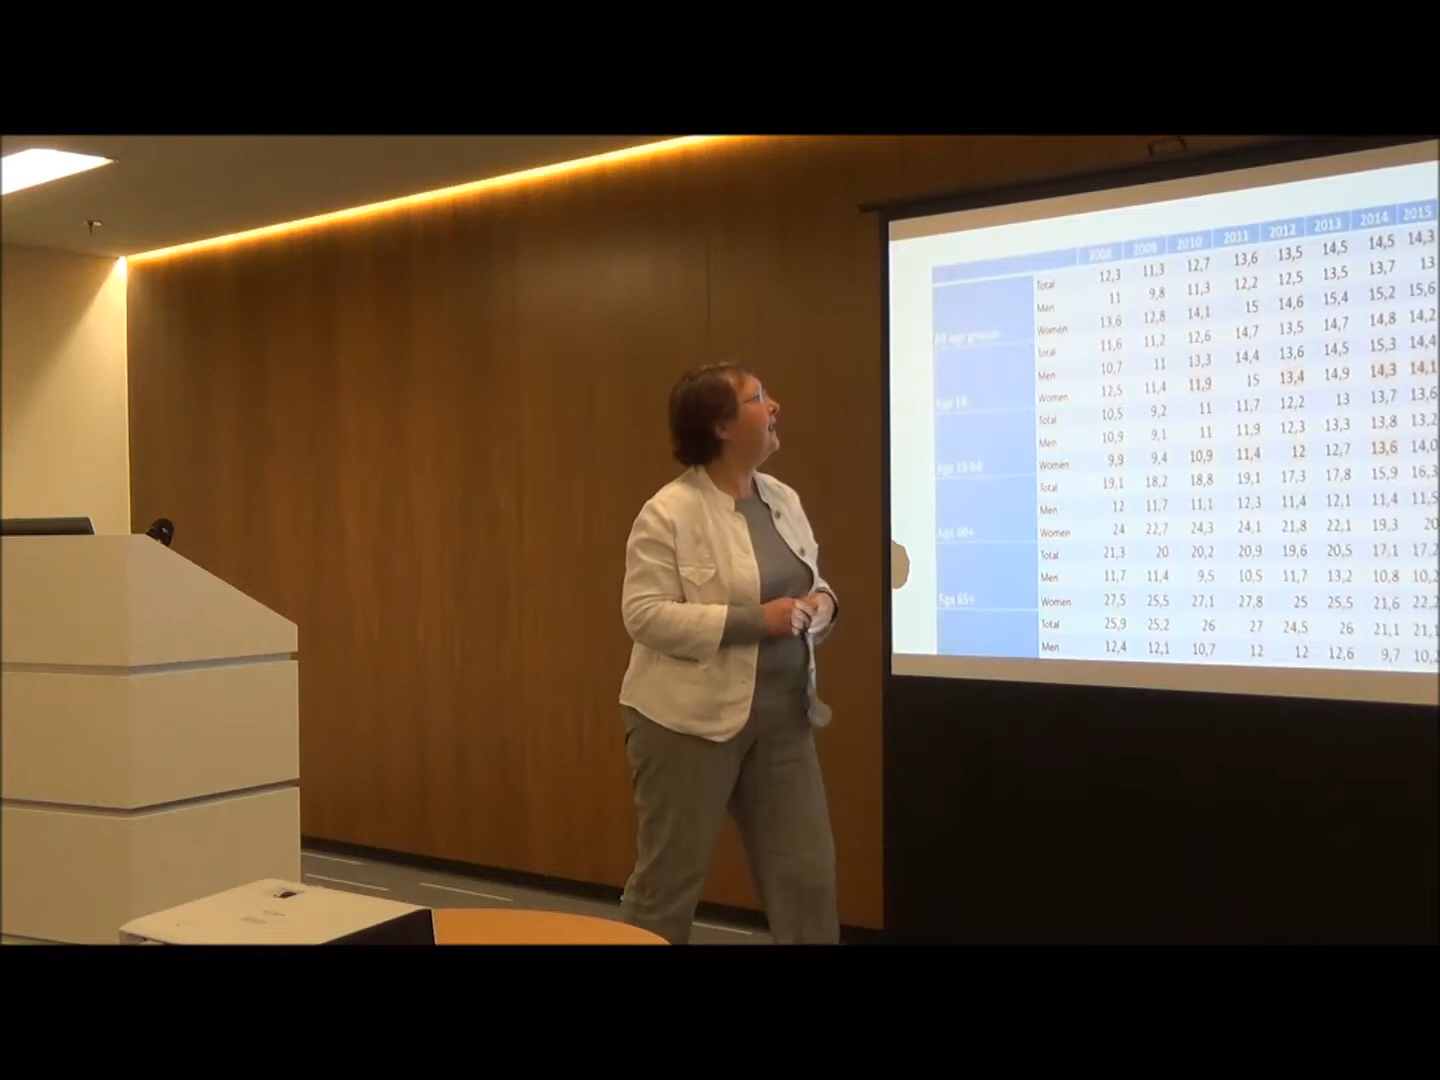 2008 2009 2010 2011 2012 2013 2014 2015
Total 12,3 11,3 12,7 13,6 13,5 14,5 14,5 14,3
Men 11 9,8 11,3 12,2 12,5 13,5 13,7 13
All age groups Women 13,6 12,8 14,1 15 14,6 15,4 15,2 15,6
Total 11,6 11,2 12,6 14,7 13,5 14,7 14,8 14,2
Men 10,7 11 13,3 14,4 13,6 14,5 15,3 14,4
Age Women 12,5 11,4 11,9 15 13,4 14,9 14,3 14,1
Total 10,5 9,2 11 11,7 12,2 13 13,7 13,6
Men 10,9 9,1 11 11,9 12,3 13,3 13,8 13,2
Age Women 9,9 9,4 10,9 11,4 12 12,7 13,6 14,0
Total 19,1 18,2 18,8 19,1 17,3 17,8 15,9 16,3
Men 12 11,7 11,1 12,3 11,4 12,1 11,4 11,5
Age 60+ Women 24 22,7 24,3 24,1 21,8 22,1 19,3 20
Total 21,3 20 20,2 20,9 19,6 20,5 17,1 17,2
Men 11,7 11,4 9,5 10,5 11,7 13,2 10,8 10,2
Age 65+ Women 27,5 25,5 27,1 27,8 25 25,5 21,6 22,2
Total 25,9 25,2 26 27 24,5 26 21,1 21,1
Men 12,4 12,1 10,7 12 12 12,6 9,7 10,2